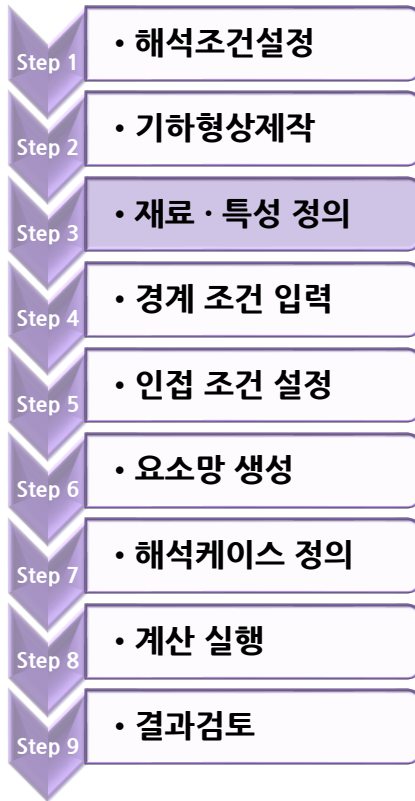 Step 1
• 해석조건설정
Step 2
• 기하형상제작
Step 3
• 재료 · 특성 정의
Step 4
• 경계 조건 입력
Step 5
• 인접 조건 설정
Step 6
• 요소망 생성
Step 7
• 해석케이스 정의
Step 8
• 계산 실행
Step 9
• 결과검토